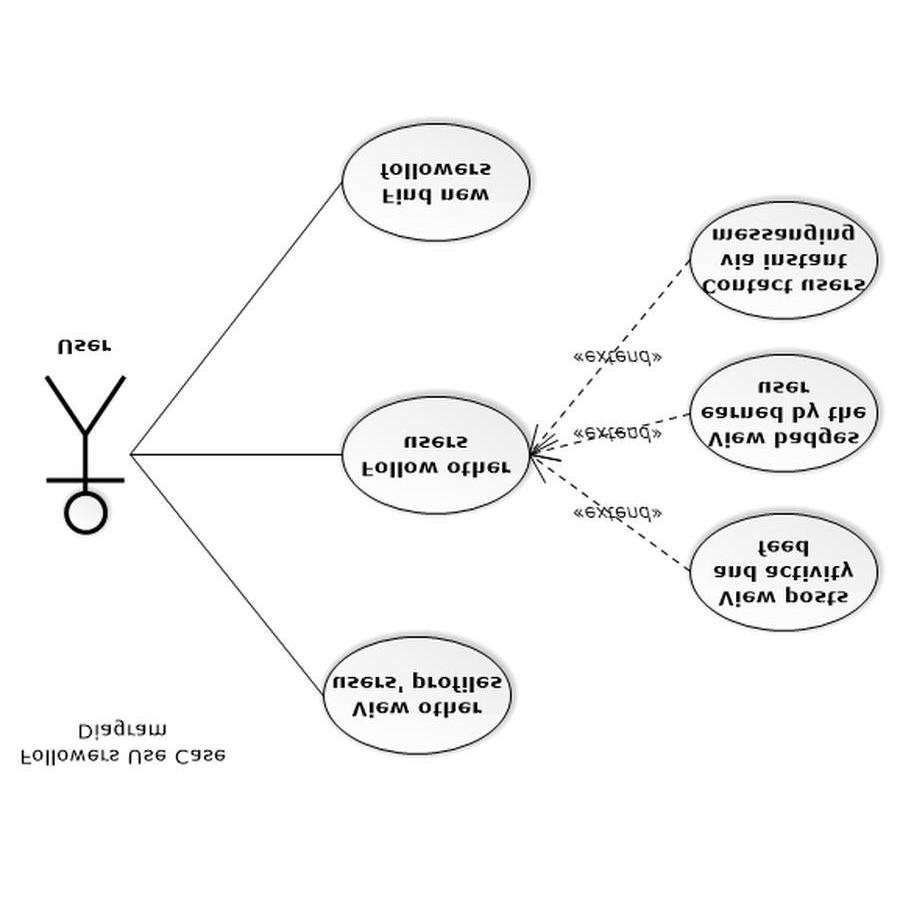 Followers Use Case
Diagram
View other
users' profiles
View posts
and activity
feed
«extend»
Follow other
users
View badges
earned by the
user
«extend»
«extend»
User
Contact users
via instant
messanging
Find new
followers